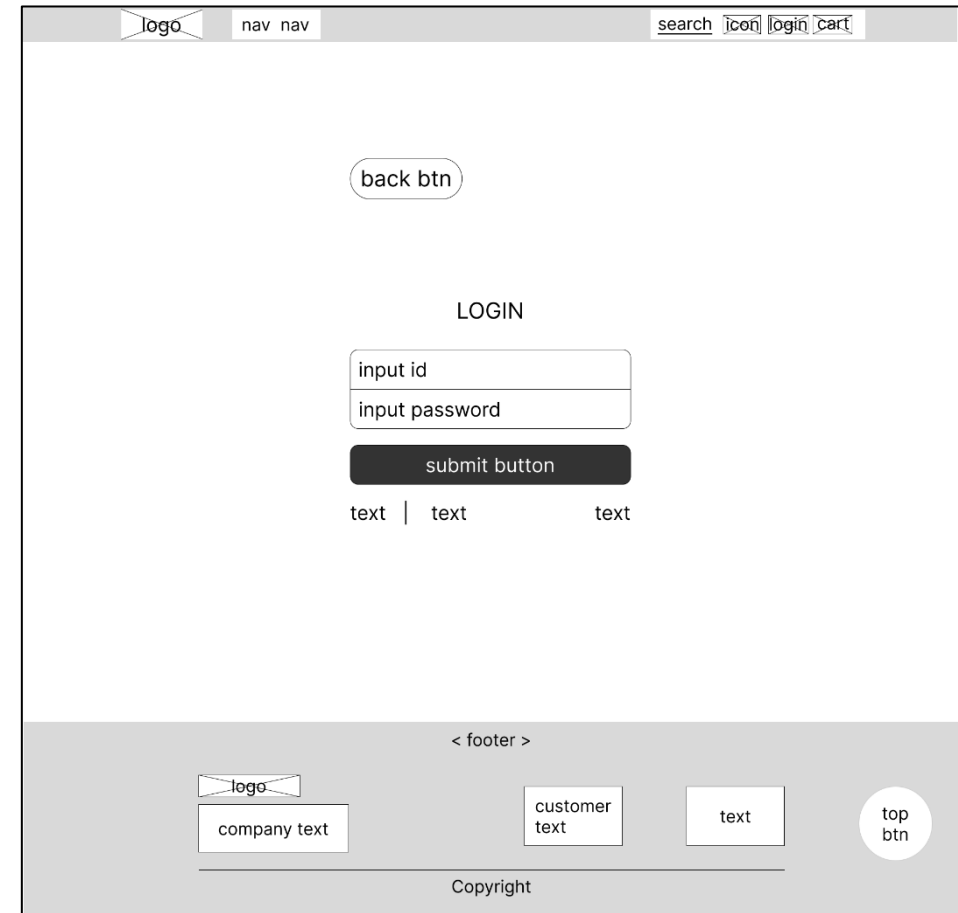 logo nav nav search icon login cart
back btn
LOGIN
input id
input password
submit button
text | text text
< footer >
logo
company text
customer
text
text
top
btn
Copyright